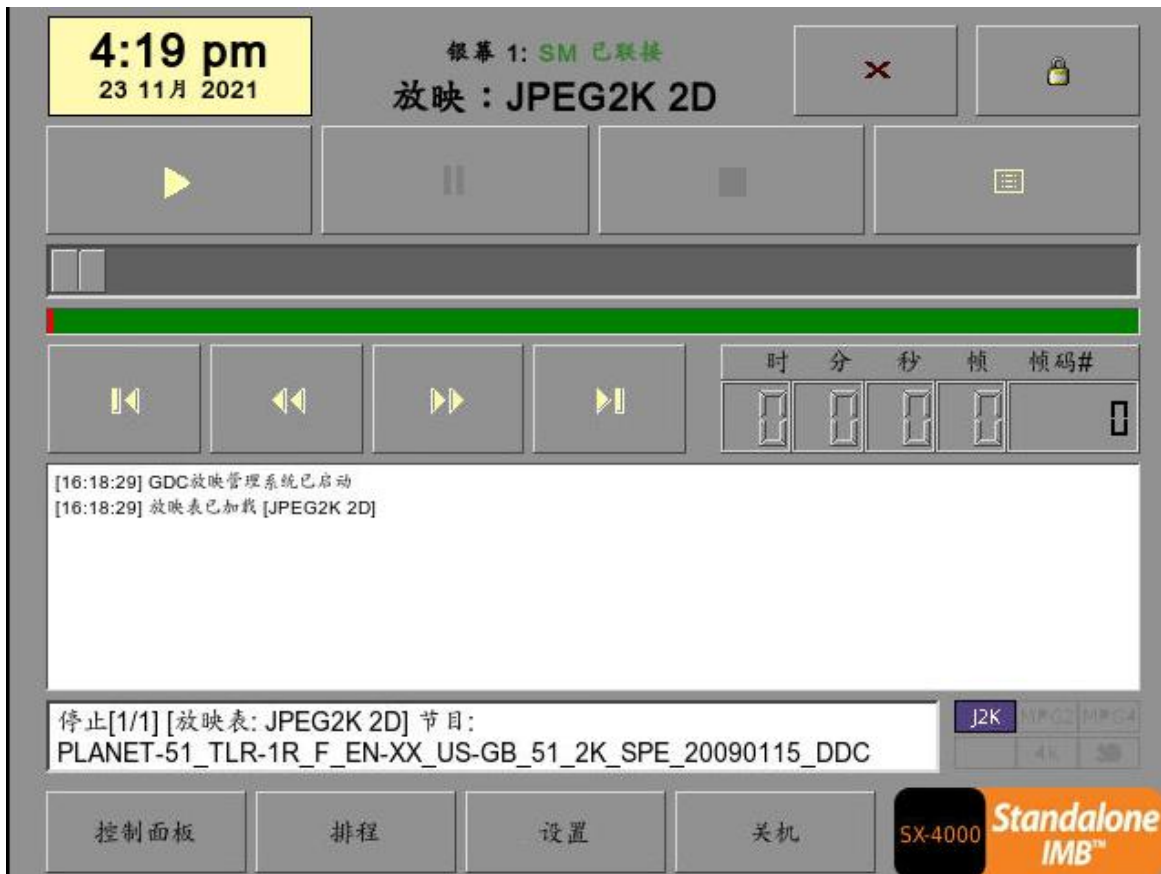 4:19 pm
23 11月 2021
银幕 1: SM 已联接
放映：JPEG2K 2D
时 分 秒 帧 帧码#
0 0 0 0 0
[16:18:29] GDC放映管理系统已启动
[16:18:29] 放映表已加载 [JPEG2K 2D]
停止[1/1] [放映表: JPEG2K 2D] 节目:
PLANET-51_TLR-1R_F_EN-XX_US-GB_51_2K_SPE_20090115_DDC
J2K MPG2 MPG4
4K 3D
控制面板 排程 设置 关机
SX-4000 Standalone
IMB™